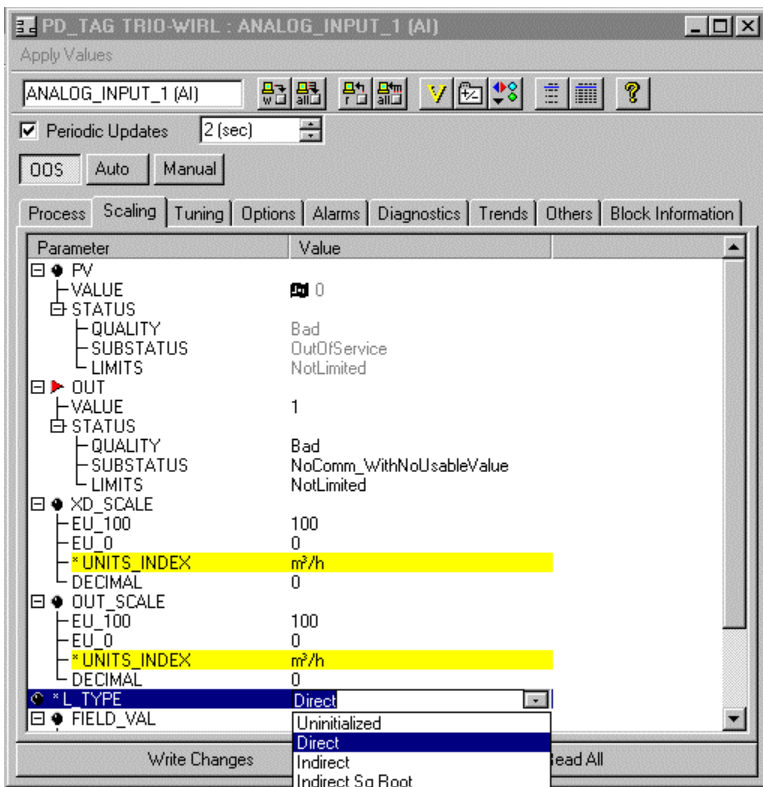 PD_TAG TRIO-WIRL : ANALOG_INPUT_1 (AI)
Apply Values
ANALOG_INPUT_1 (AI) w all r all
Periodic Updates 2 (sec)
OOS Auto Manual
Process Scaling Tuning Options Alarms Diagnostics Trends Others Block Information
Parameter Value
PV
VALUE 0
STATUS
QUALITY Bad
SUBSTATUS OutOfService
LIMITS NotLimited
OUT
VALUE 1
STATUS
QUALITY Bad
SUBSTATUS NoComm_WithNoUsableValue
LIMITS NotLimited
XD_SCALE
EU_100 100
EU_0 0
* UNITS_INDEX m³/h
DECIMAL 0
OUT_SCALE
EU_100 100
EU_0 0
* UNITS_INDEX m³/h
DECIMAL 0
* L_TYPE Direct
FIELD_VAL Uninitialized
Direct
Write Changes Indirect ead All
Indirect Sq Root